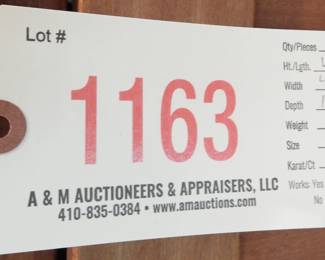 Lot #
1163
A & M AUCTIONEERS & APPRAISERS, LLC
410-835-0384 • www.amauctions.com
Qty/Pieces
Ht./Lgth.
Width
Depth
Weight
Size
Karat/Ct
Works: Yes
No